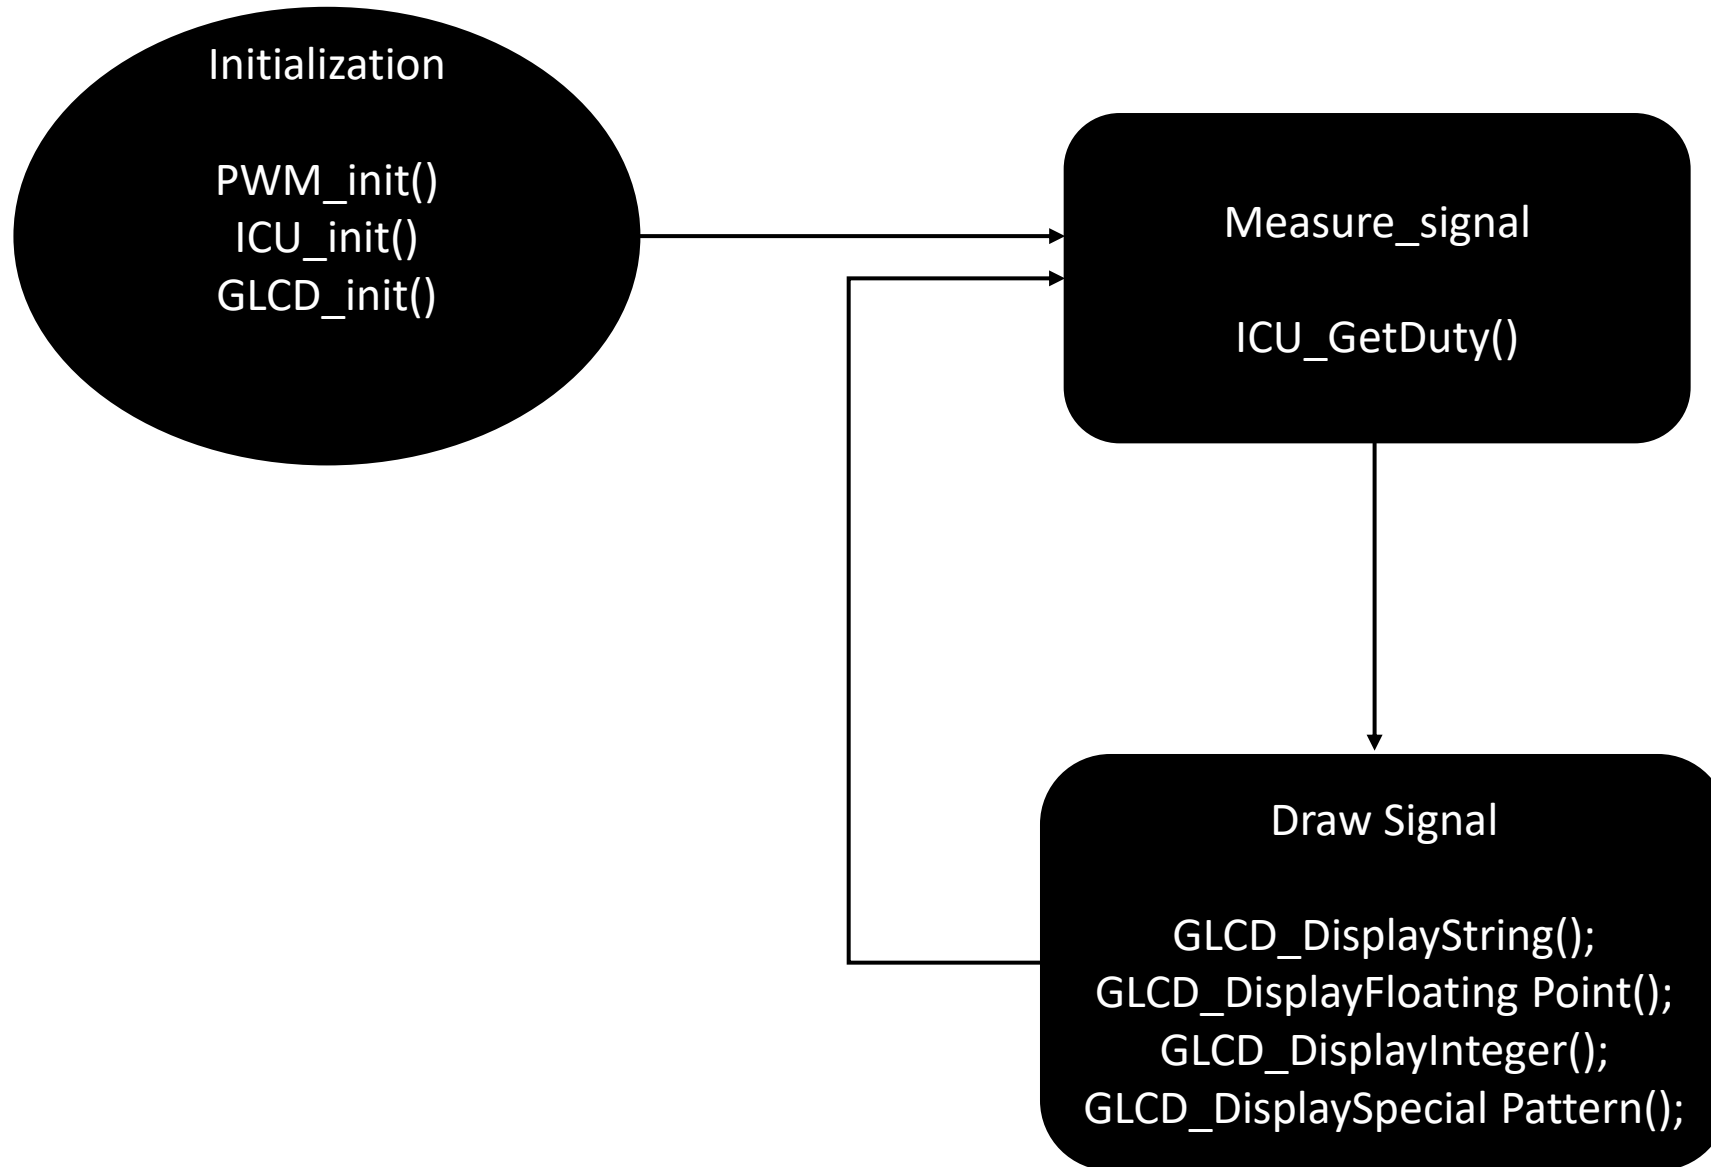 Initialization
PWM_init()
ICU_init()
GLCD_init()
Measure_signal
ICU_GetDuty()
Draw Signal
GLCD_DisplayString();
GLCD_DisplayFloating Point();
GLCD_DisplayInteger();
GLCD_DisplaySpecial Pattern();